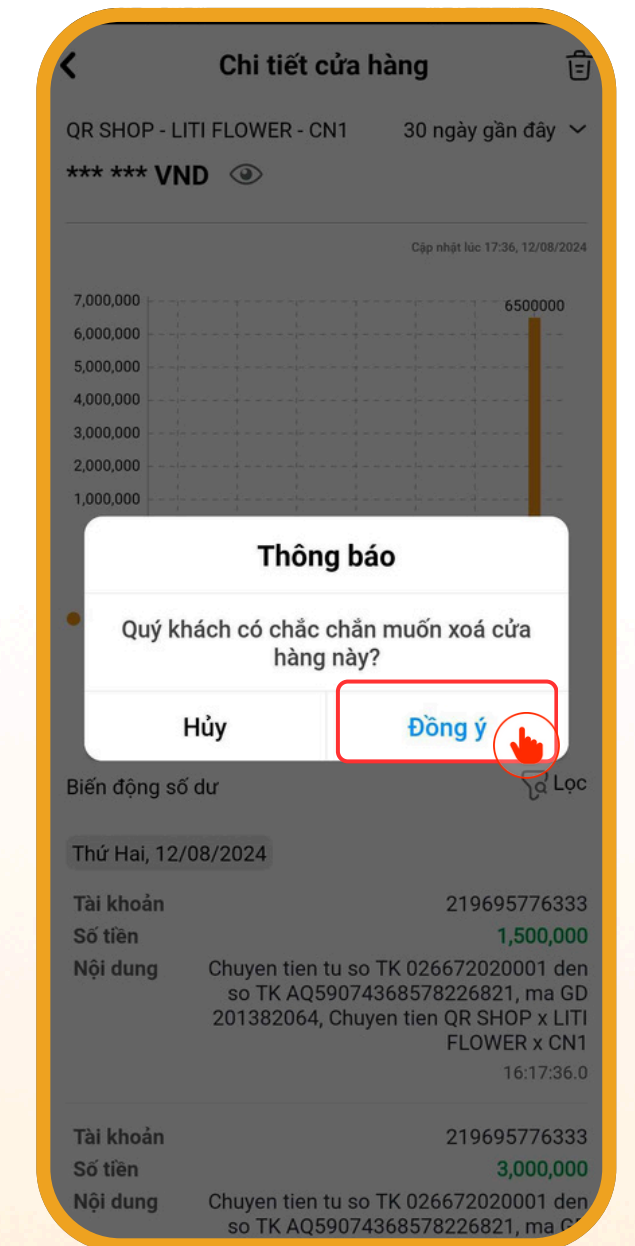 Chi tiết cửa hàng
QR SHOP - LITI FLOWER - CN1
30 ngày gần đây
*** *** VND
Cập nhật lúc 17:36, 12/08/2024
7,000,000
6500000
6,000,000
5,000,000
4,000,000
3,000,000
2,000,000
1,000,000
Thông báo
Quý khách có chắc chắn muốn xoá cửa
hàng này?
Hủy
Đồng ý
Biến động số dư
Lọc
Thứ Hai, 12/08/2024
Tài khoản
219695776333
Số tiền
1,500,000
Nội dung
Chuyen tien tu so TK 026672020001 den
so TK AQ59074368578226821, ma GD
201382064, Chuyen tien QR SHOP x LITI
FLOWER x CN1
16:17:36.0
Tài khoản
219695776333
Số tiền
3,000,000
Nội dung
Chuyen tien tu so TK 026672020001 den
so TK AQ59074368578226821, ma